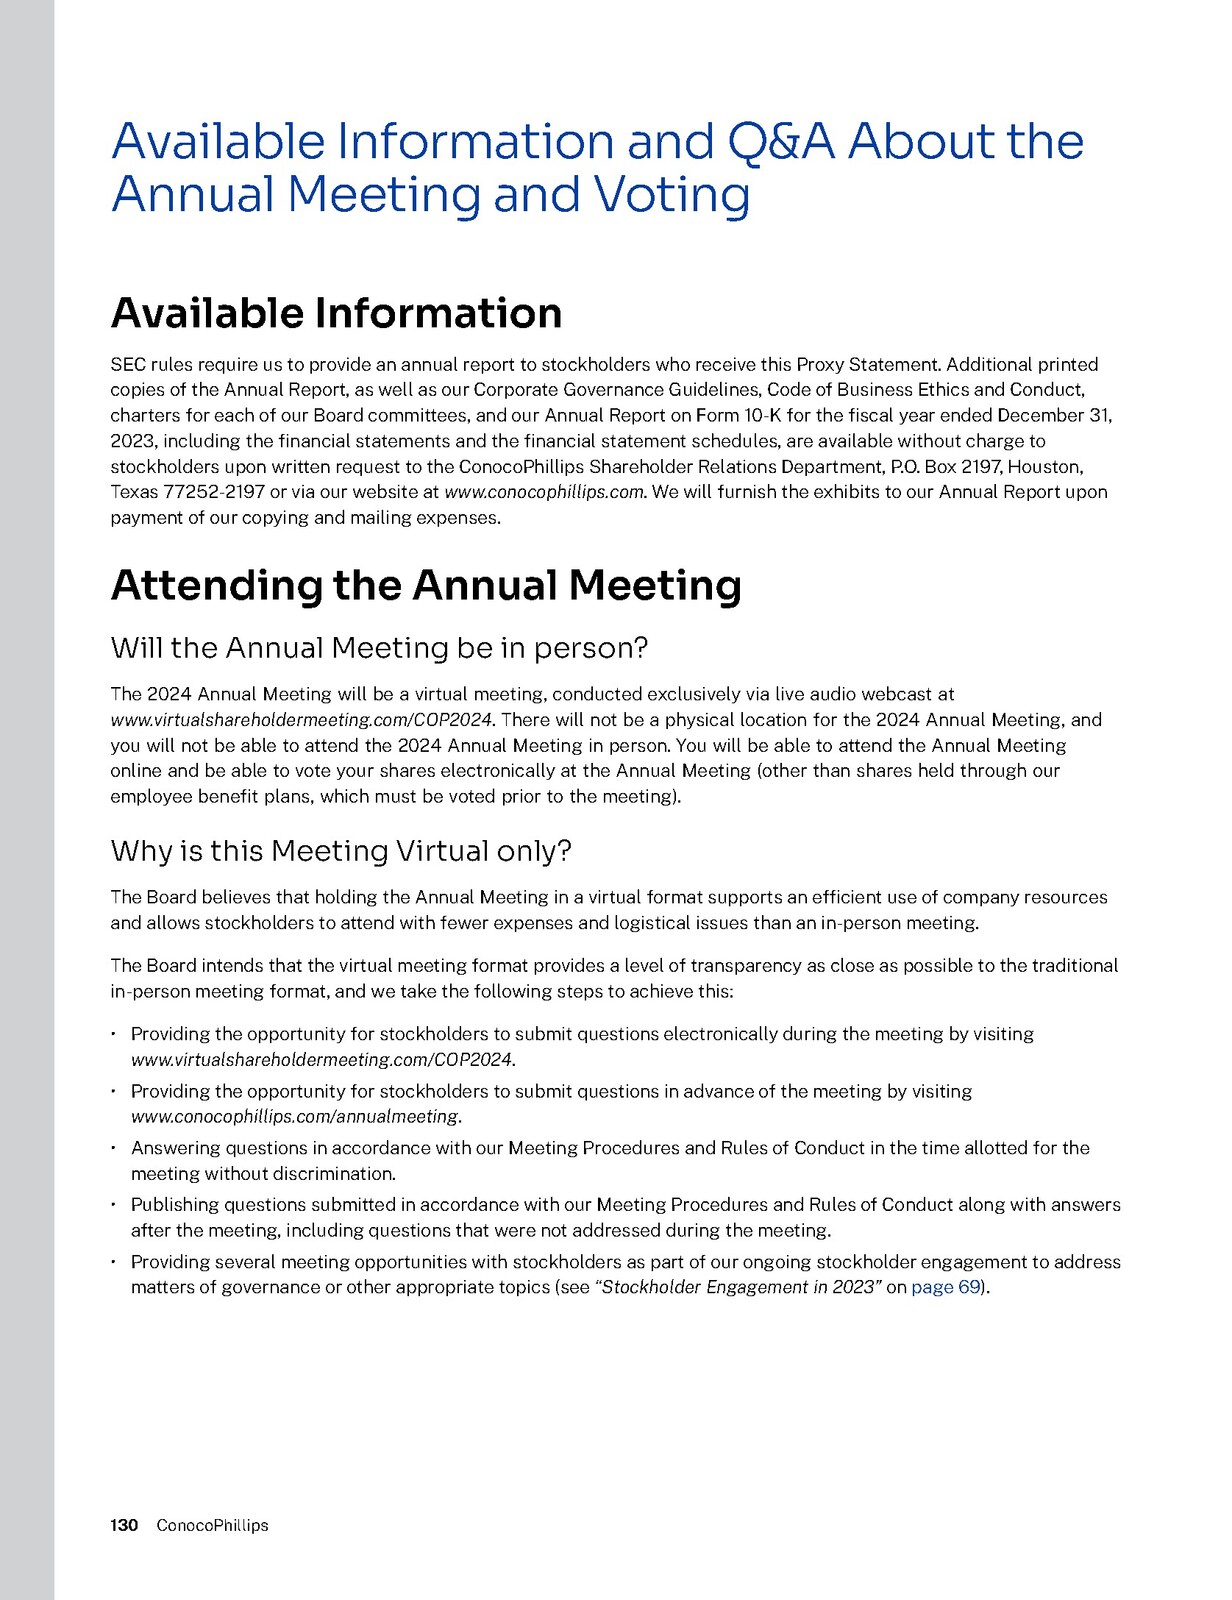 Available Information and Q&A About the
Annual Meeting and Voting
Available Information
SEC rules require us to provide an annual report to stockholders who receive this Proxy Statement. Additional printed
copies of the Annual Report, as well as our Corporate Governance Guidelines, Code of Business Ethics and Conduct,
charters for each of our Board committees, and our Annual Report on Form 10-K for the fiscal year ended December 31,
2023, including the financial statements and the financial statement schedules, are available without charge to
stockholders upon written request to the ConocoPhillips Shareholder Relations Department, P.O. Box 2197, Houston,
Texas 77252-2197 or via our website at www.conocophillips.com. We will furnish the exhibits to our Annual Report upon
payment of our copying and mailing expenses.
Attending the Annual Meeting
Will the Annual Meeting be in person?
The 2024 Annual Meeting will be a virtual meeting, conducted exclusively via live audio webcast at
www.virtualshareholdermeeting.com/COP2024. There will not be a physical location for the 2024 Annual Meeting, and
you will not be able to attend the 2024 Annual Meeting in person. You will be able to attend the Annual Meeting
online and be able to vote your shares electronically at the Annual Meeting (other than shares held through our
employee benefit plans, which must be voted prior to the meeting).
Why is this Meeting Virtual only?
The Board believes that holding the Annual Meeting in a virtual format supports an efficient use of company resources
and allows stockholders to attend with fewer expenses and logistical issues than an in-person meeting.
The Board intends that the virtual meeting format provides a level of transparency as close as possible to the traditional
in-person meeting format, and we take the following steps to achieve this:
• Providing the opportunity for stockholders to submit questions electronically during the meeting by visiting
www.virtualshareholdermeeting.com/COP2024.
• Providing the opportunity for stockholders to submit questions in advance of the meeting by visiting
www.conocophillips.com/annualmeeting.
• Answering questions in accordance with our Meeting Procedures and Rules of Conduct in the time allotted for the
meeting without discrimination.
• Publishing questions submitted in accordance with our Meeting Procedures and Rules of Conduct along with answers
after the meeting, including questions that were not addressed during the meeting.
• Providing several meeting opportunities with stockholders as part of our ongoing stockholder engagement to address
matters of governance or other appropriate topics (see “Stockholder Engagement in 2023” on page 69).
130 ConocoPhillips